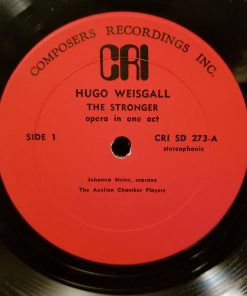 COMPOSERS RECORDINGS INC.
CRI
HUGO WEISGALL
THE STRONGER
opera in one act
SIDE 1
CRI SD 273-A
stereophonic
Johanna Meier, soprano
The Aeolian Chamber Players